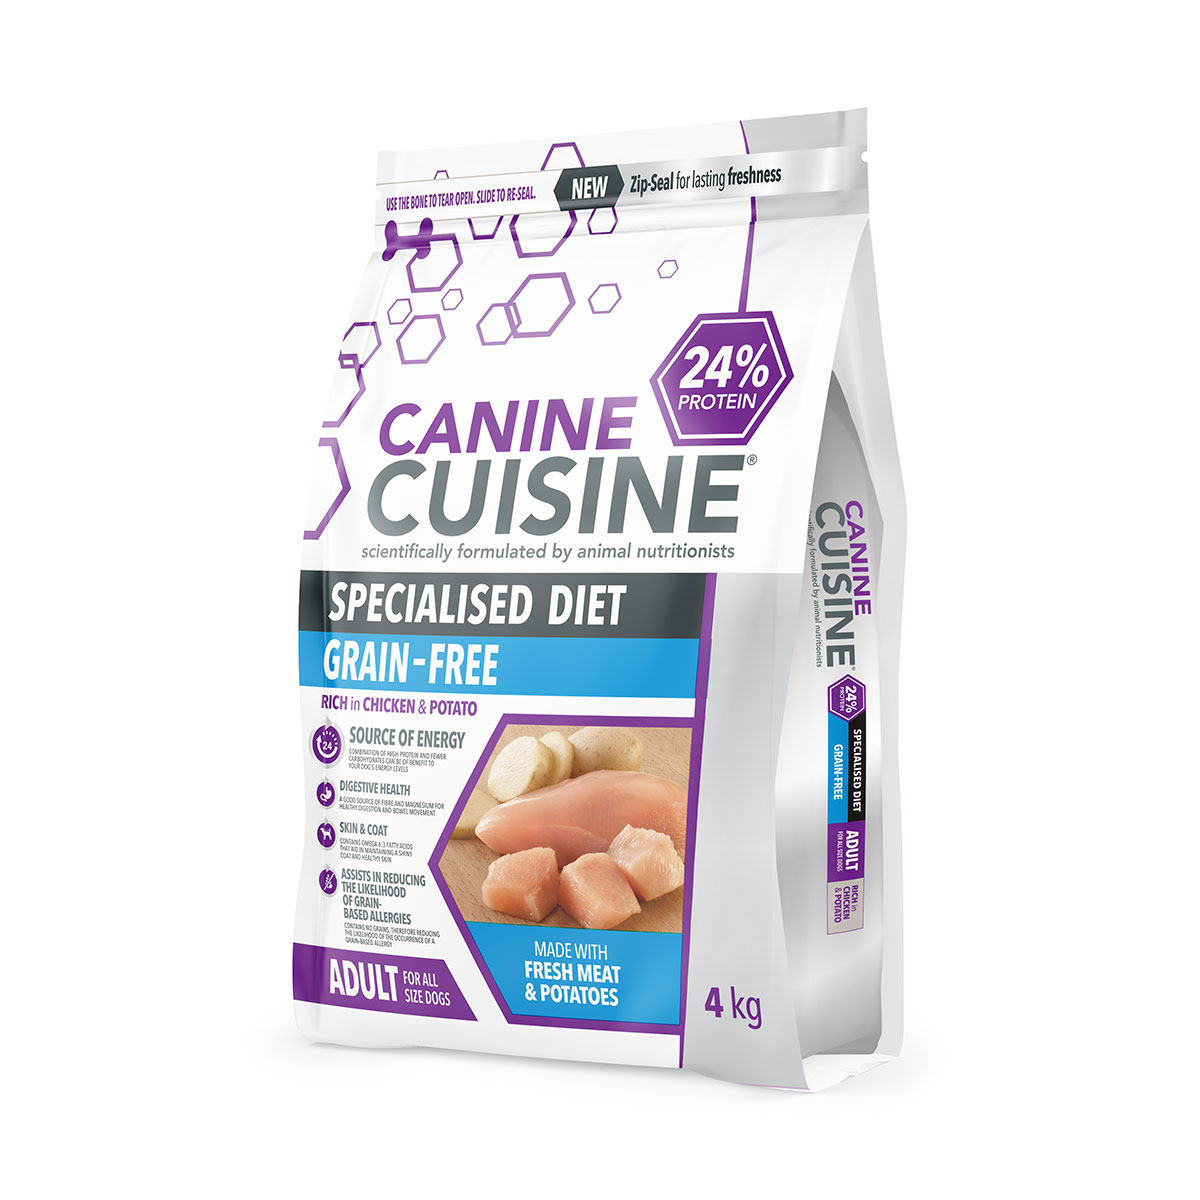 USE THE BONE TO TEAR OPEN. SLIDE TO RE-SEAL.
NEW
Zip-Seal for lasting freshness
24%
PROTEIN
CANINE
CUISINE®
scientifically formulated by animal nutritionists
SPECIALISED DIET
GRAIN-FREE
RICH in CHICKEN & POTATO
24
SOURCE OF ENERGY
COMBINATION OF HIGH PROTEIN AND FEWER
CARBOHYDRATES CAN BE OF BENEFIT TO
YOUR DOG'S ENERGY LEVELS
DIGESTIVE HEALTH
A GOOD SOURCE OF FIBRE AND MAGNESIUM FOR
HEALTHY DIGESTION AND BOWEL MOVEMENT
SKIN & COAT
CONTAINS OMEGA 6:3 FATTY ACIDS
THAT AID IN MAINTAINING A SHINY
COAT AND HEALTHY SKIN
ASSISTS IN REDUCING
THE LIKELIHOOD
OF GRAIN-
BASED ALLERGIES
CONTAINS NO GRAINS, THEREFORE REDUCING
THE LIKELIHOOD OF THE OCCURRENCE OF A
GRAIN-BASED ALLERGY
MADE WITH
FRESH MEAT
& POTATOES
ADULT
FOR ALL
SIZE DOGS
4 kg
CANINE
CUISINE®
scientifically formulated by animal nutritionists
24%
PROTEIN
SPECIALISED DIET
GRAIN-FREE
ADULT
FOR ALL SIZE DOGS
RICH in
CHICKEN
& POTATO